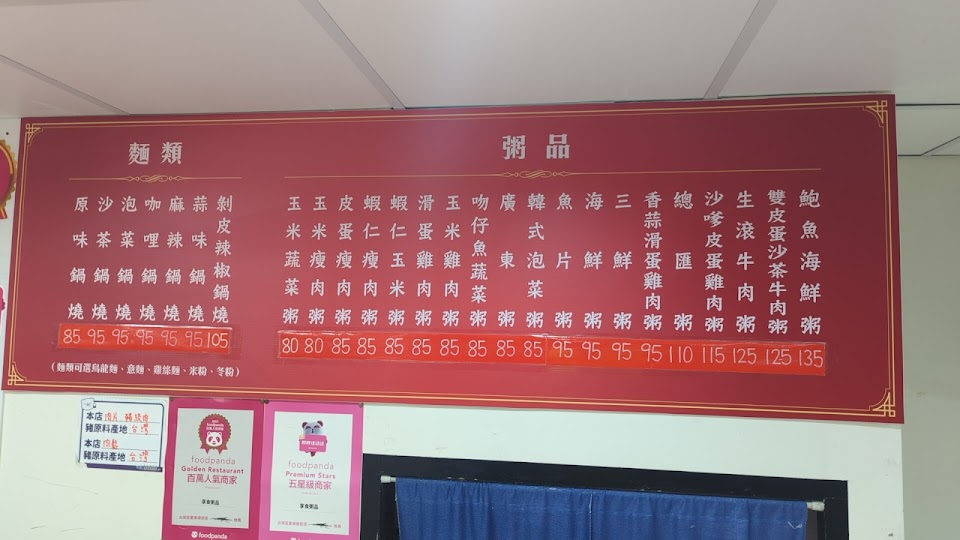 麵類
原味鍋燒 85
沙茶鍋燒 95
泡菜鍋燒 95
咖哩鍋燒 95
麻辣鍋燒 95
蒜味鍋燒 95
剝皮辣椒鍋燒 105
(麵類可選烏龍麵、意麵、雞絲麵、米粉、冬粉)
粥品
玉米蔬菜粥 80
玉米瘦肉粥 80
皮蛋瘦肉粥 85
蝦仁瘦肉粥 85
蝦仁玉米粥 85
滑蛋雞肉粥 85
玉米雞肉粥 85
吻仔魚蔬菜粥 85
廣東粥 85
韓式泡菜粥 85
魚片粥 95
海鮮粥 95
三鮮粥 95
香蒜滑蛋雞肉粥 95
總匯粥 110
沙嗲皮蛋雞肉粥 115
生滾牛肉粥 125
雙皮蛋沙茶牛肉粥 125
鮑魚海鮮粥 135
本店
豬原料產地 台灣
本店
豬原料產地 台灣
foodpanda
Golden Restaurant
百萬人氣商家
享食粥品
foodpanda
foodpanda
Premium Stars
五星級商家
享食粥品
foodpanda